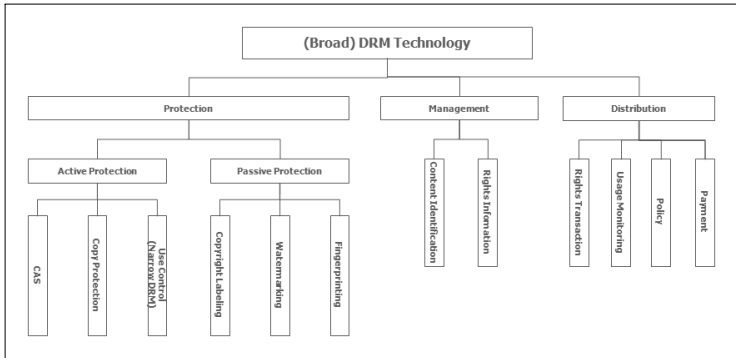 (Broad) DRM Technology
Protection
Management
Distribution
Active Protection
Passive Protection
Content Identification
Rights Infomation
Rights Transaction
Usage Monitoring
Policy
Payment
CAS
Copy Protection
Use Control
(Narrow DRM)
Copyright Labeling
Watermarking
Fingerprinting